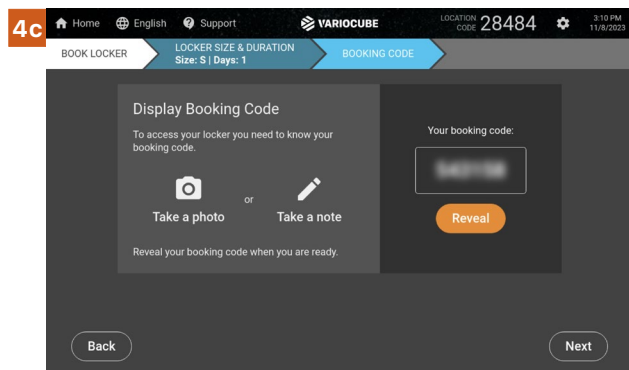 4c
Home English Support VARIOCUBE LOCATION CODE 28484 3:10 PM 11/8/2023
BOOK LOCKER
LOCKER SIZE & DURATION
Size: S | Days: 1
BOOKING CODE
Display Booking Code
To access your locker you need to know your
booking code.
Take a photo
or
Take a note
Reveal your booking code when you are ready.
Your booking code:
Reveal
Back
Next